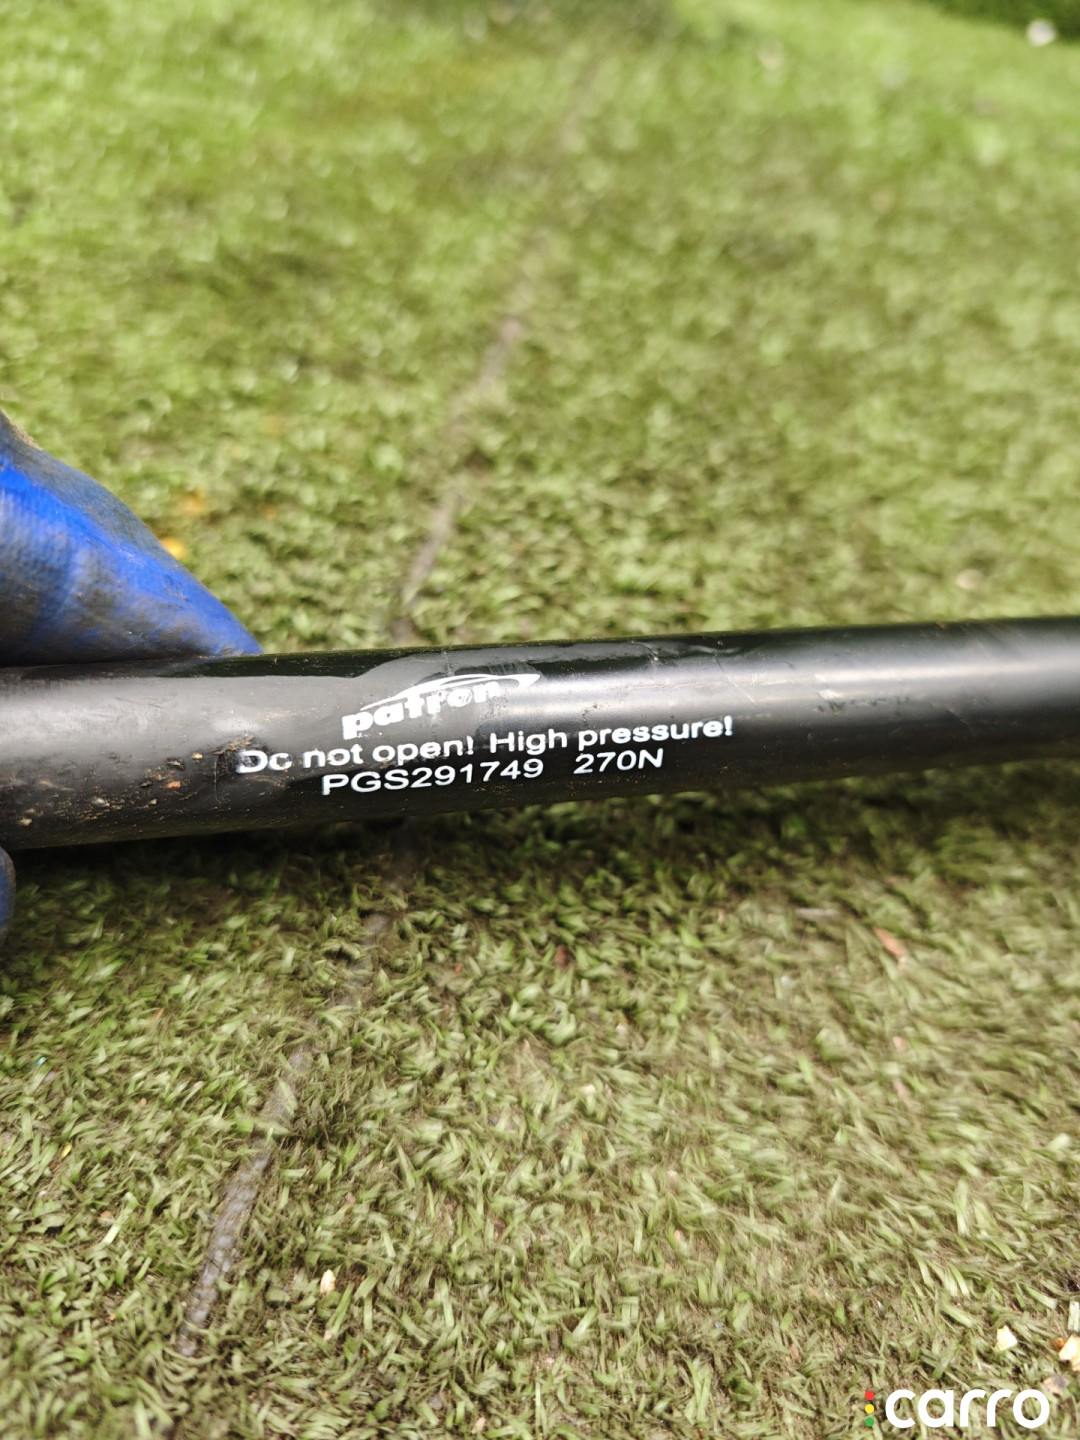 patron
Do not open! High pressure!
PGS291749 270N
carro